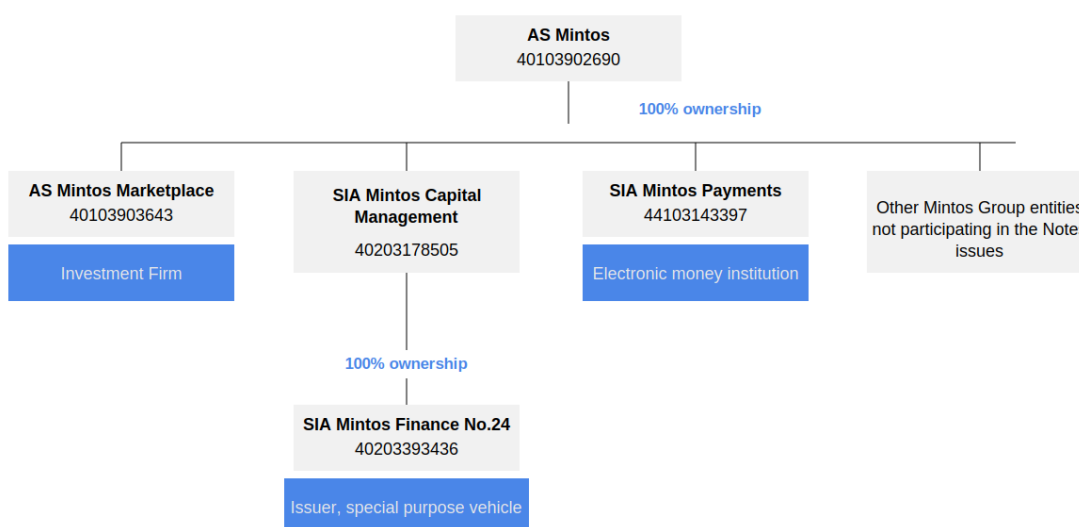 AS Mintos
40103902690
100% ownership
AS Mintos Marketplace
40103903643
Investment Firm
SIA Mintos Capital
Management
40203178505
SIA Mintos Payments
44103143397
Electronic money institution
Other Mintos Group entities
not participating in the Notes
issues
100% ownership
SIA Mintos Finance No.24
40203393436
Issuer, special purpose vehicle